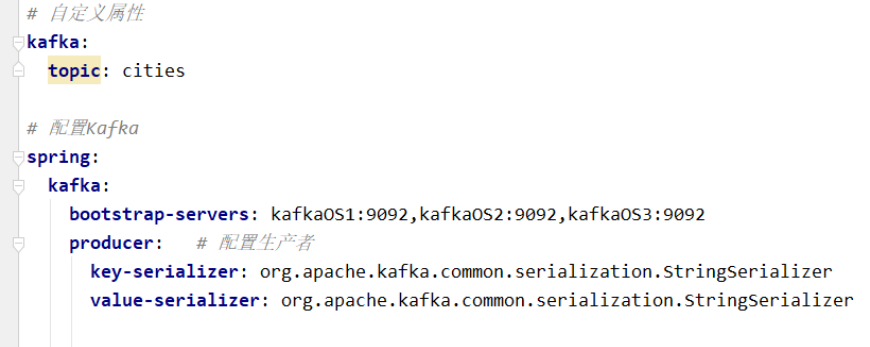 # 自定义属性
kafka:
  topic: cities
# 配置Kafka
spring:
  kafka:
    bootstrap-servers: kafkaOS1:9092,kafkaOS2:9092,kafkaOS3:9092
    producer:   # 配置生产者
      key-serializer: org.apache.kafka.common.serialization.StringSerializer
      value-serializer: org.apache.kafka.common.serialization.StringSerializer